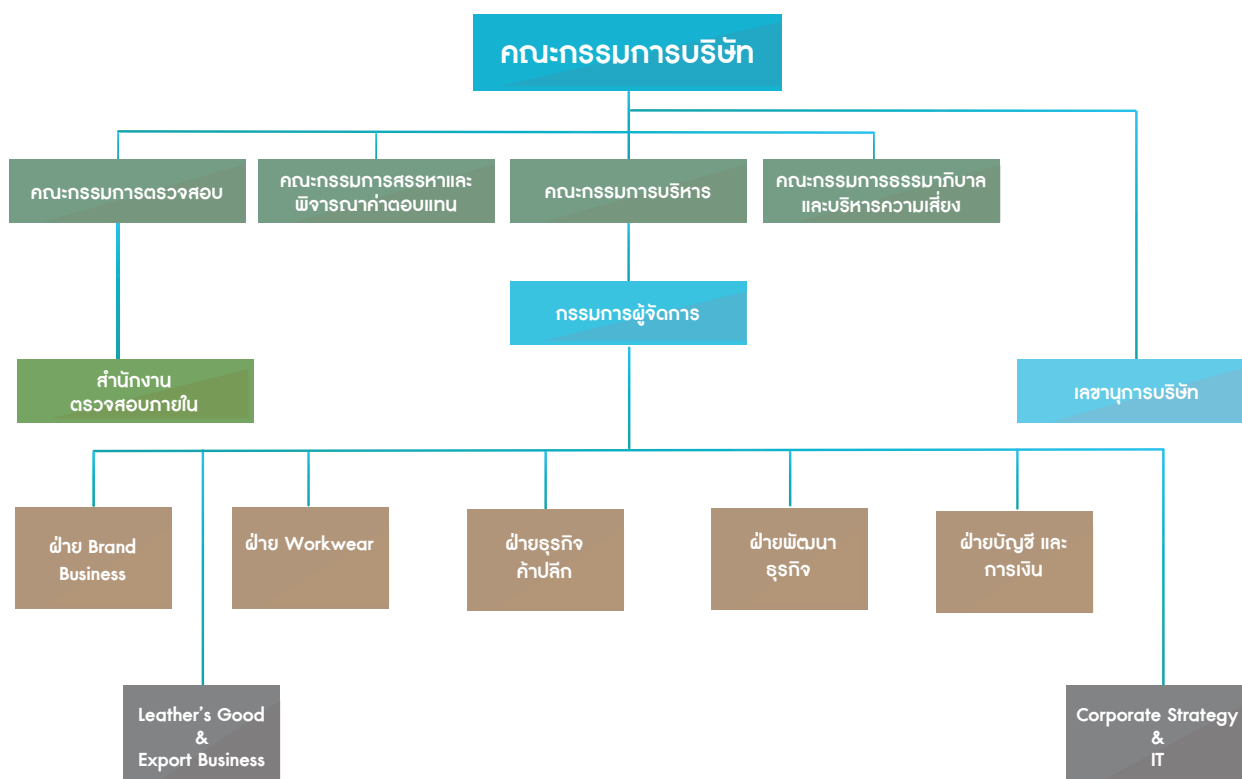 คณะกรรมการบริษัท
คณะกรรมการตรวจสอบ
คณะกรรมการสรรหาและ
พิจารณาค่าตอบแทน
คณะกรรมการบริหาร
คณะกรรมการธรรมาภิบาล
และบริหารความเสี่ยง
กรรมการผู้จัดการ
สำนักงาน
ตรวจสอบภายใน
เลขานุการบริษัท
ฝ่าย Brand
Business
ฝ่าย Workwear
ฝ่ายธุรกิจ
ค้าปลีก
ฝ่ายพัฒนา
ธุรกิจ
ฝ่ายบัญชี และ
การเงิน
Leather's Good
&
Export Business
Corporate Strategy
&
IT